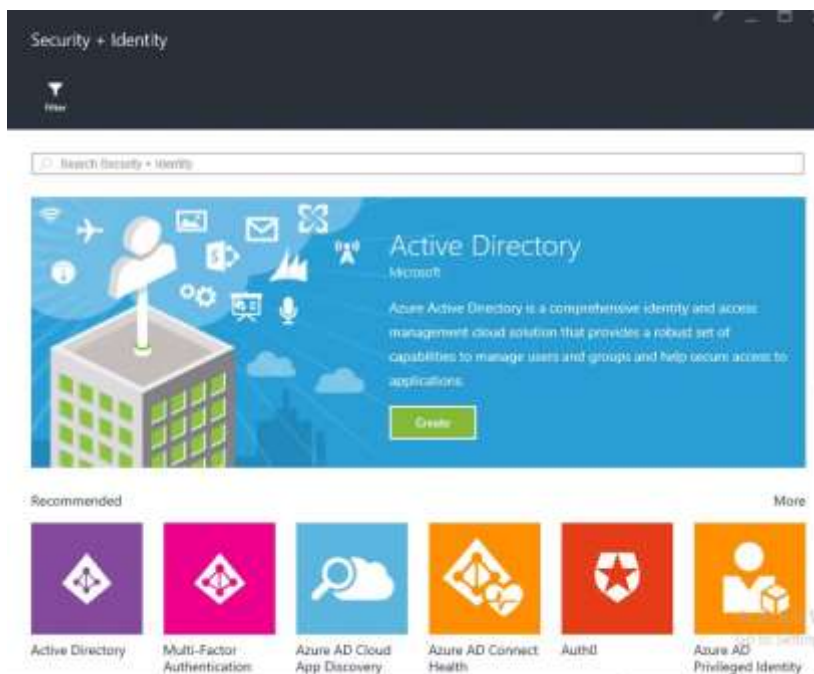 Security + Identity
Filter
Search Security + Identity
Active Directory
Microsoft
Azure Active Directory is a comprehensive identity and access
management cloud solution that provides a robust set of
capabilities to manage users and groups and help secure access to
applications.
Create
Recommended
More
Active Directory
Multi-Factor
Authentication
Azure AD Cloud
App Discovery
Azure AD Connect
Health
Auth0
Azure AD
Privileged Identity